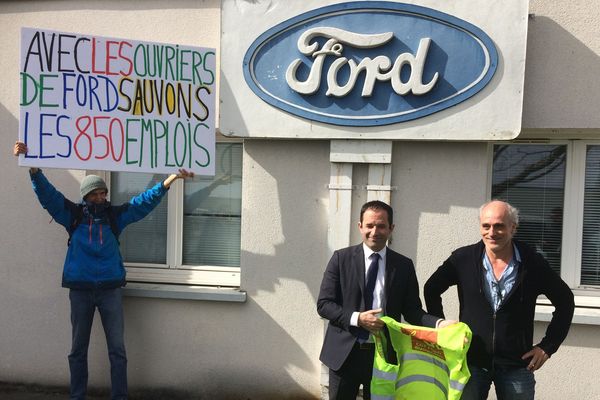 AVEC LES OUVRIERS
DE FORD SAUVONS
LES 850 EMPLOIS
Ford